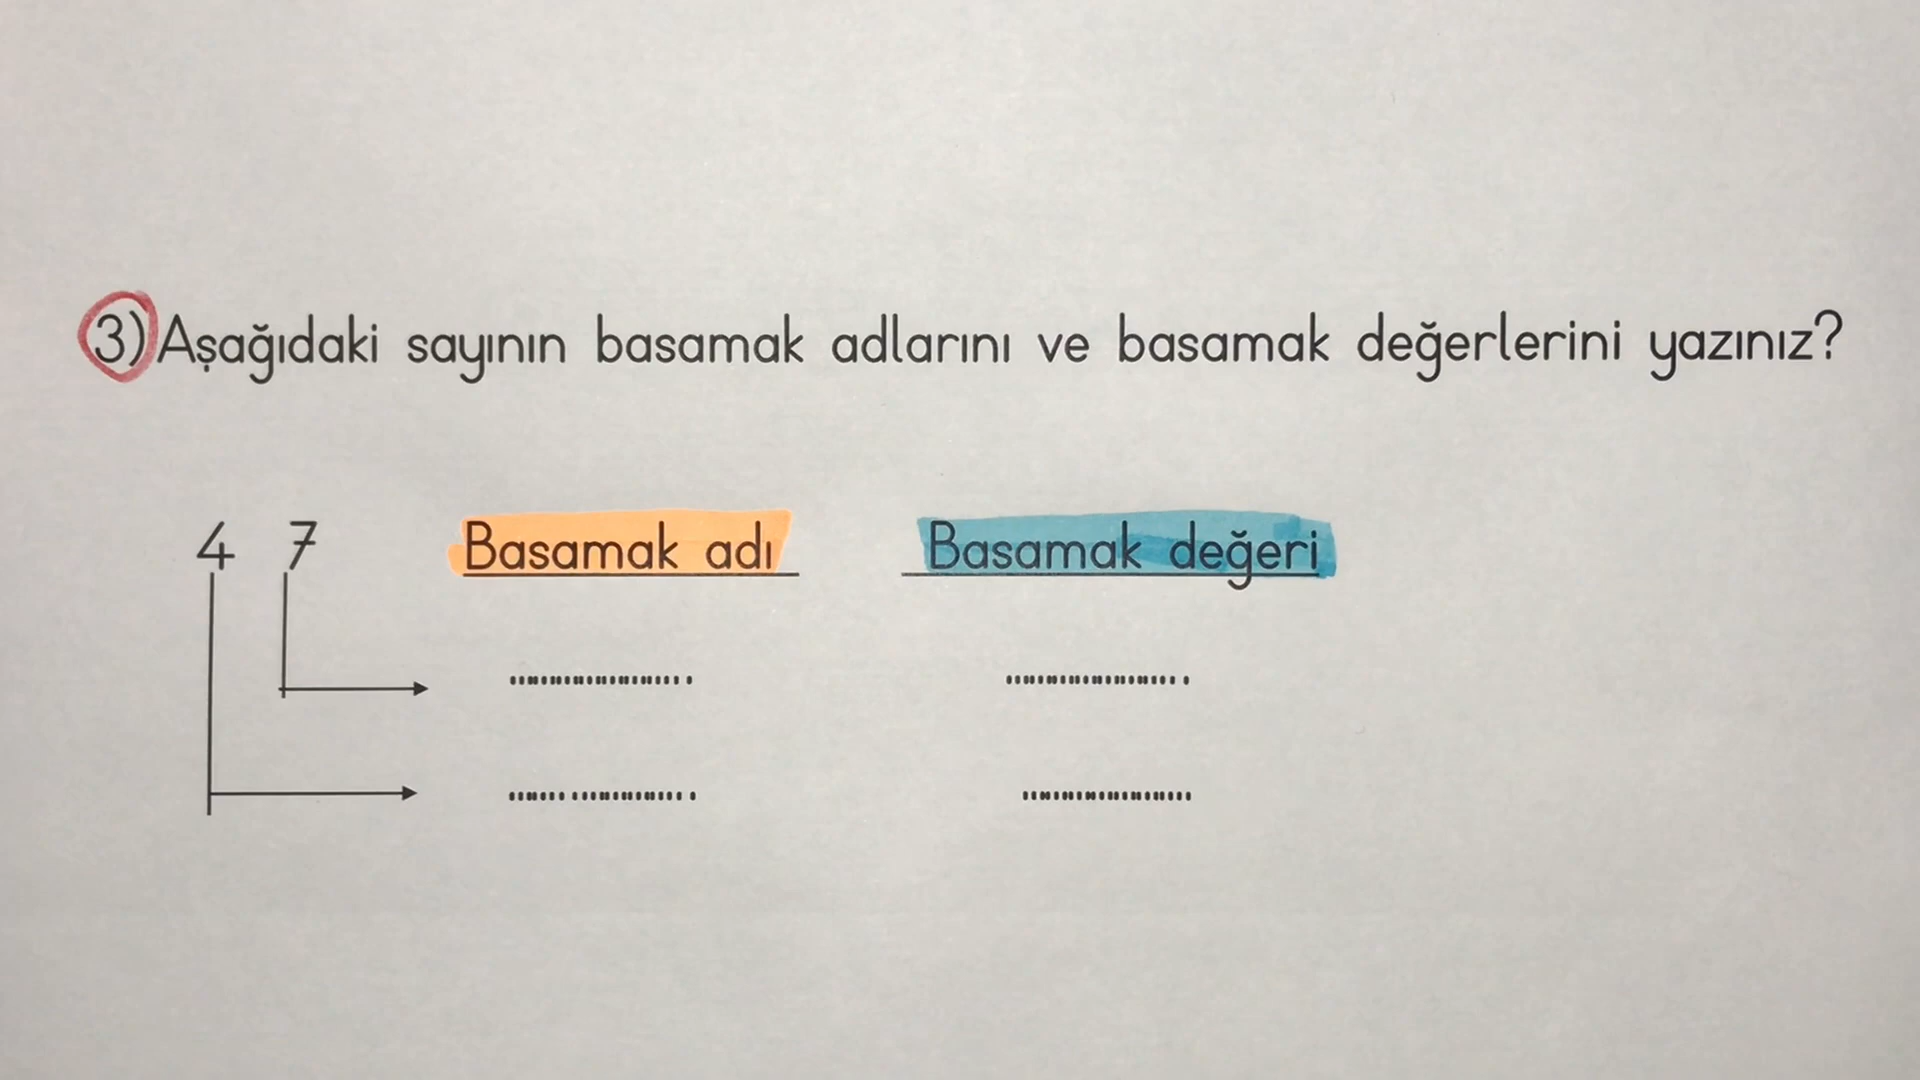 3) Aşağıdaki sayının basamak adlarını ve basamak değerlerini yazınız?
4 7 Basamak adı Basamak değeri
................... ...................
................... ...................